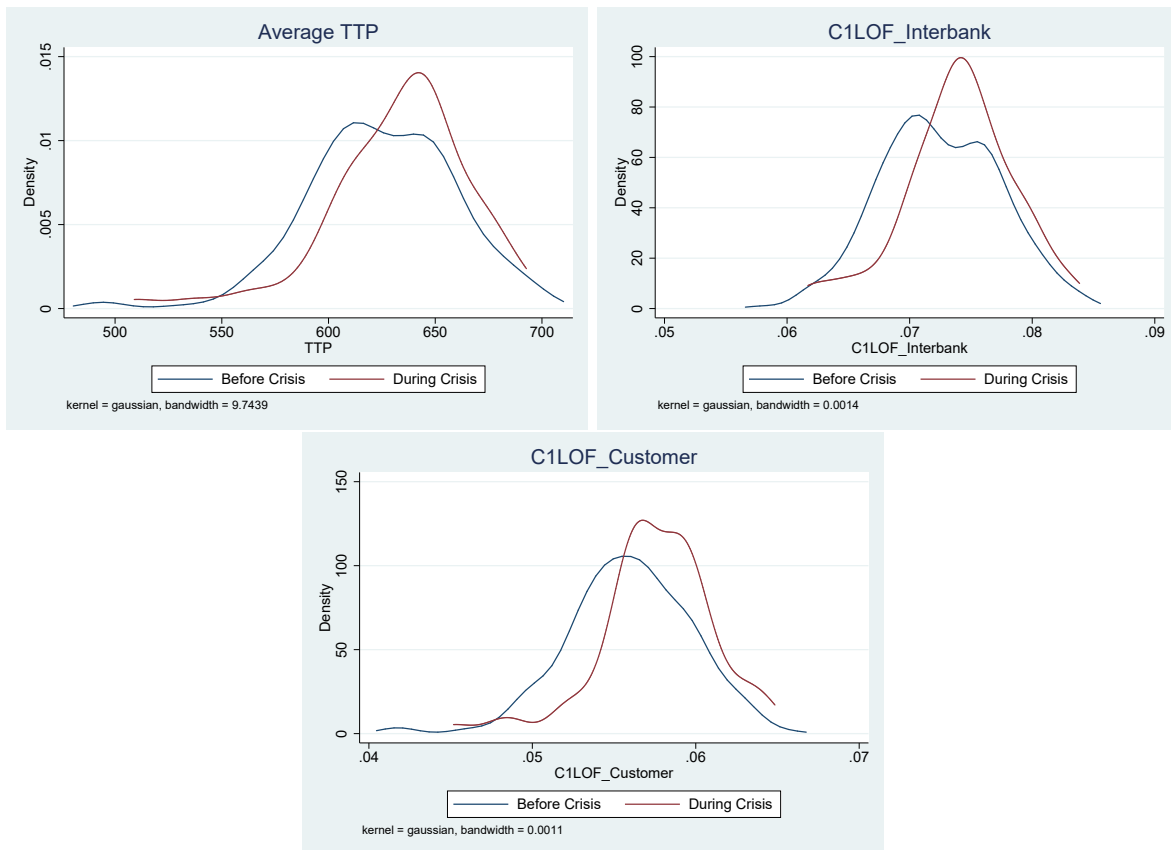 Average TTP
Density
0
.005
.01
.015
500 550 600 650 700
TTP
Before Crisis During Crisis
kernel = gaussian, bandwidth = 9.7439
C1LOF_Interbank
Density
0
20
40
60
80
100
.05 .06 .07 .08 .09
C1LOF_Interbank
Before Crisis During Crisis
kernel = gaussian, bandwidth = 0.0014
C1LOF_Customer
Density
0
50
100
150
.04 .05 .06 .07
C1LOF_Customer
Before Crisis During Crisis
kernel = gaussian, bandwidth = 0.0011